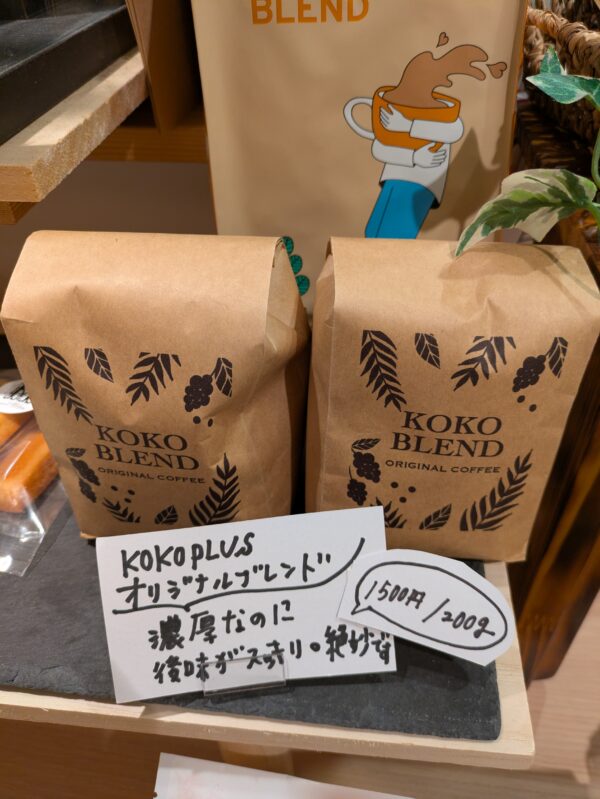 BLEND
KOKO
BLEND
ORIGINAL COFFEE
KOKO
BLEND
ORIGINAL COFFEE
KOKOPLUS
オリジナルブレンド
濃厚なのに
後味がスッキリ。絶妙です
1500円/200g